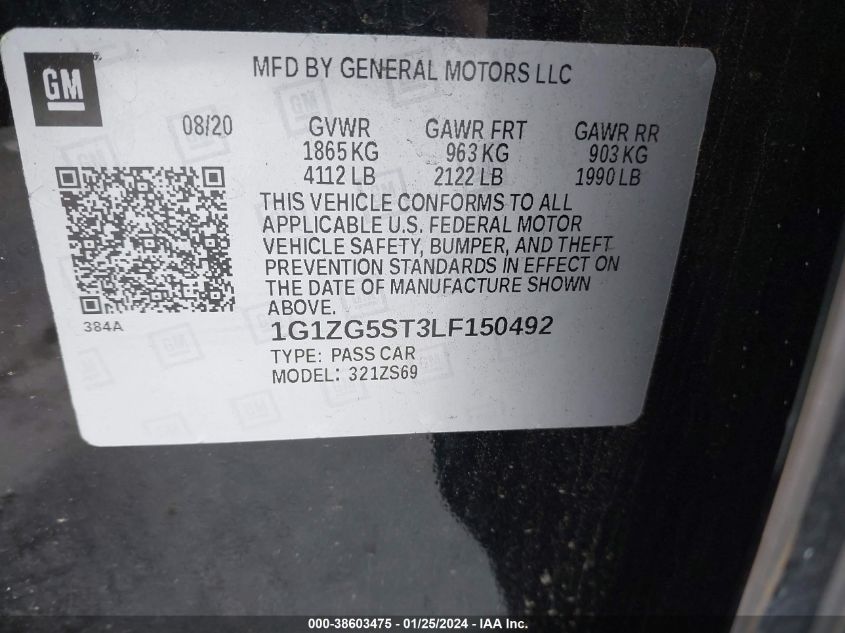 GM
MFD BY GENERAL MOTORS LLC
08/20 GVWR GAWR FRT GAWR RR
1865 KG 963 KG 903 KG
4112 LB 2122 LB 1990 LB
THIS VEHICLE CONFORMS TO ALL
APPLICABLE U.S. FEDERAL MOTOR
VEHICLE SAFETY, BUMPER, AND THEFT
PREVENTION STANDARDS IN EFFECT ON
THE DATE OF MANUFACTURE SHOWN
ABOVE.
384A
1G1ZG5ST3LF150492
TYPE: PASS CAR
MODEL: 321ZS69
000-38603475 - 01/25/2024 - IAA Inc.